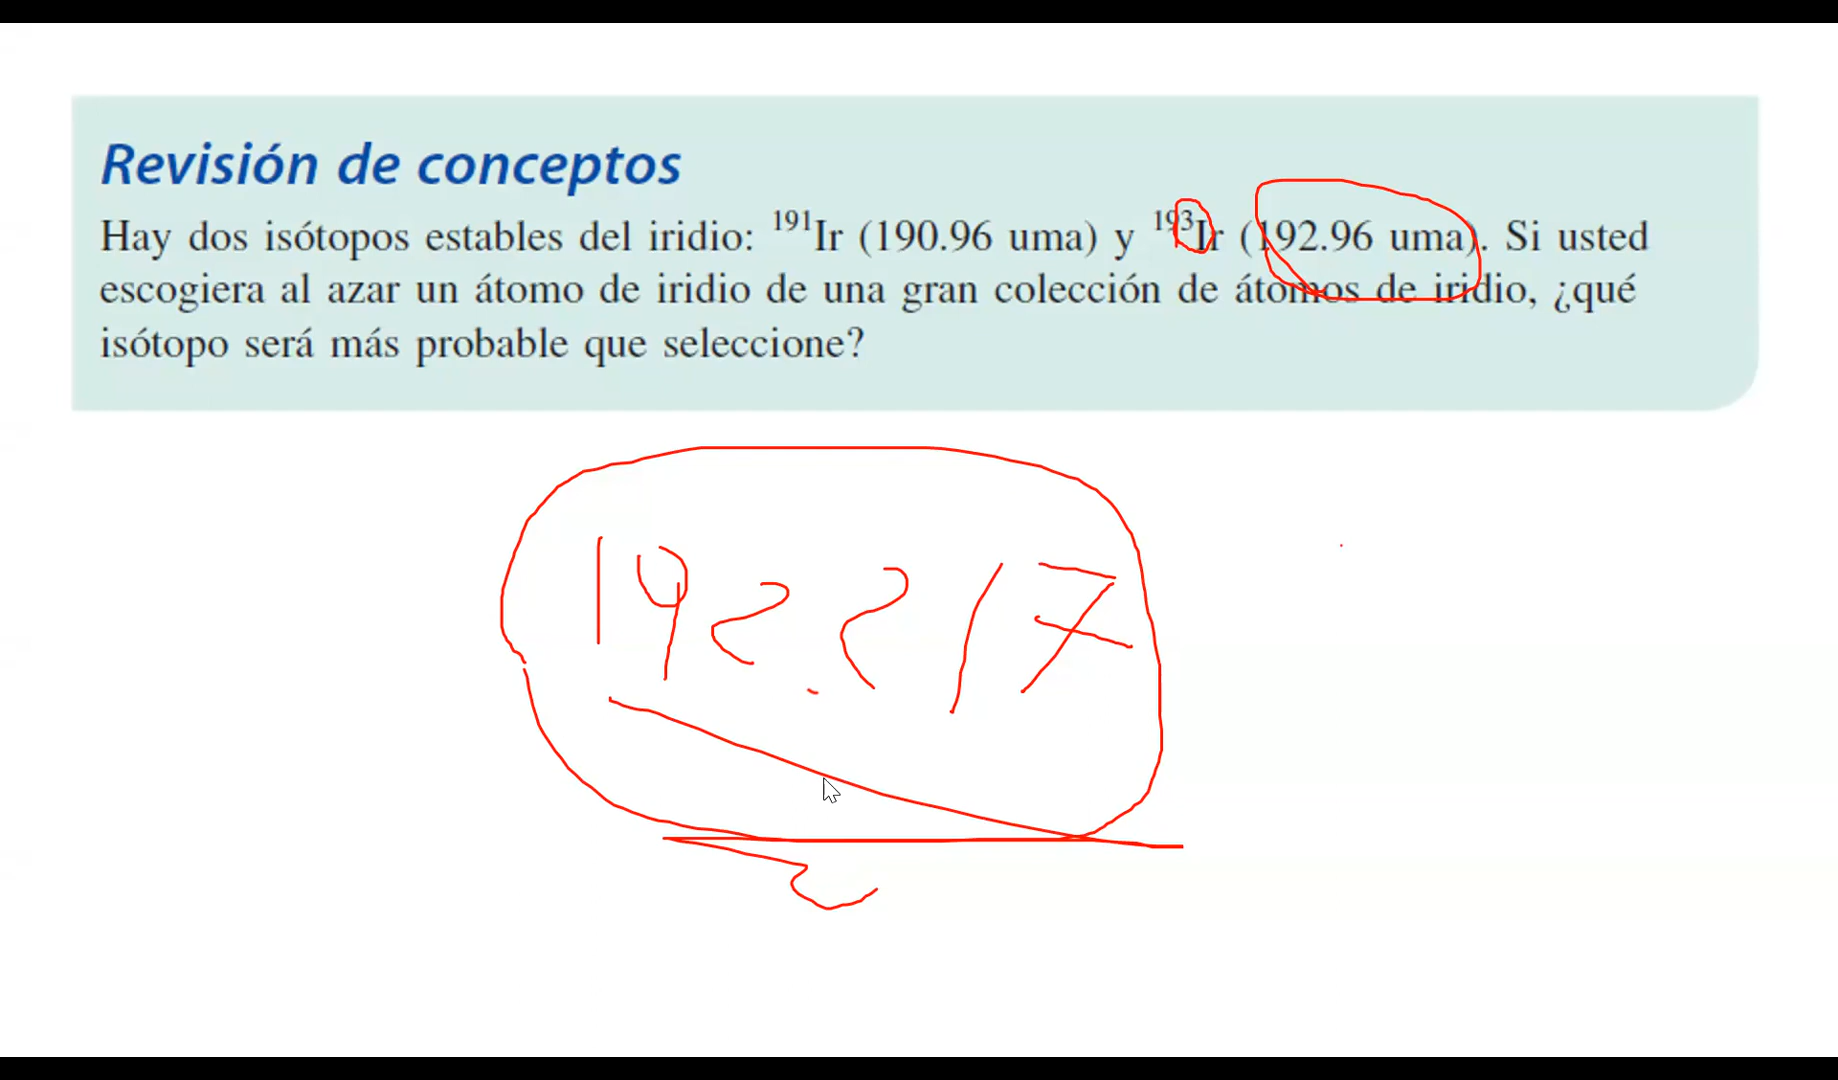 Revisión de conceptos
Hay dos isótopos estables del iridio: ¹⁹¹Ir (190.96 uma) y ¹⁹³Ir (192.96 uma). Si usted
escogiera al azar un átomo de iridio de una gran colección de átomos de iridio, ¿qué
isótopo será más probable que seleccione?
192.217